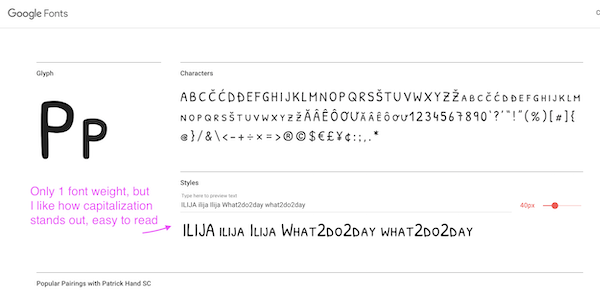 Google Fonts
Glyph
Characters
Pp
ABCČĆDĐEFGHIJKLMNOPQRSŠTUVWXYZŽABCČĆDĐEFGHIJKLM
NOPQRSŠTUVWXYZŽĂÂÊÔƠƯĂÂÊÔƠƯ1234567890‘?’“!”(%)[#]{
@}/&\<-+÷×=>®©$€£¥¢:;,.*
Styles
Type here to preview text
ILIJA ilija Ilija What2do2day what2do2day
40px
ILIJA ilija Ilija What2do2day what2do2day
Only 1 font weight, but
I like how capitalization
stands out, easy to read
Popular Pairings with Patrick Hand SC